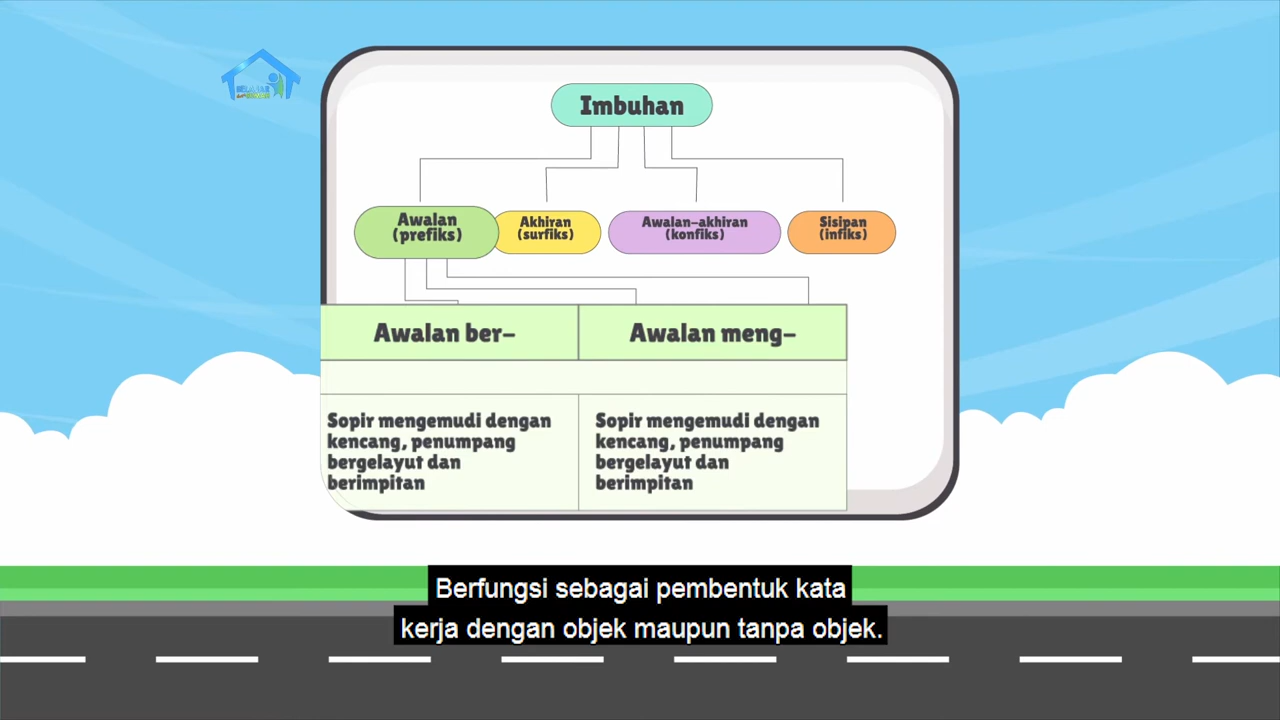 BELAJAR
Imbuhan
Awalan
(prefiks)
Akhiran
(surfiks)
Awalan-akhiran
(konfiks)
Sisipan
(infiks)
Awalan ber-
Awalan meng-
Sopir mengemudi dengan
kencang, penumpang
bergelayut dan
berimpitan
Sopir mengemudi dengan
kencang, penumpang
bergelayut dan
berimpitan
Berfungsi sebagai pembentuk kata
kerja dengan objek maupun tanpa objek.